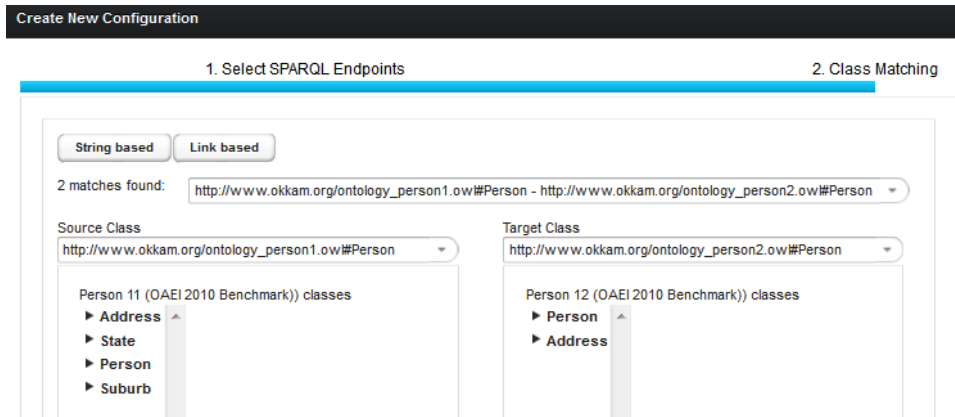 Create New Configuration
1. Select SPARQL Endpoints 2. Class Matching
String based Link based
2 matches found: http://www.okkam.org/ontology_person1.owl#Person - http://www.okkam.org/ontology_person2.owl#Person
Source Class Target Class
http://www.okkam.org/ontology_person1.owl#Person http://www.okkam.org/ontology_person2.owl#Person
Person 11 (OAEI 2010 Benchmark)) classes Person 12 (OAEI 2010 Benchmark)) classes
Address Person
State Address
Person
Suburb